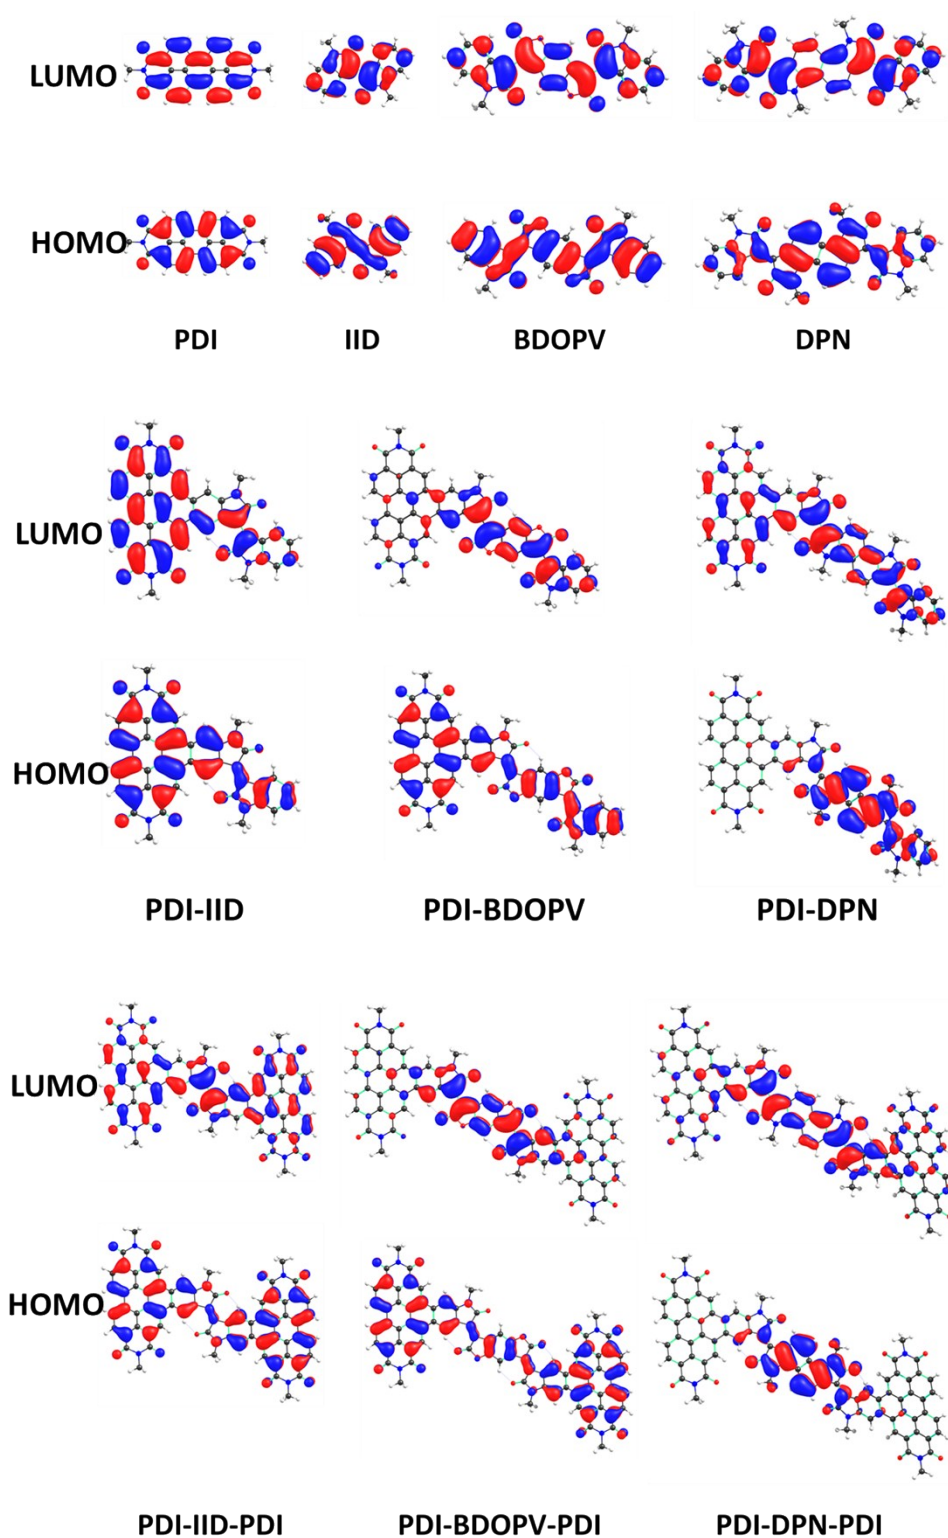 LUMO
HOMO
PDI IID BDOPV DPN
LUMO
HOMO
PDI-IID PDI-BDOPV PDI-DPN
LUMO
HOMO
PDI-IID-PDI PDI-BDOPV-PDI PDI-DPN-PDI